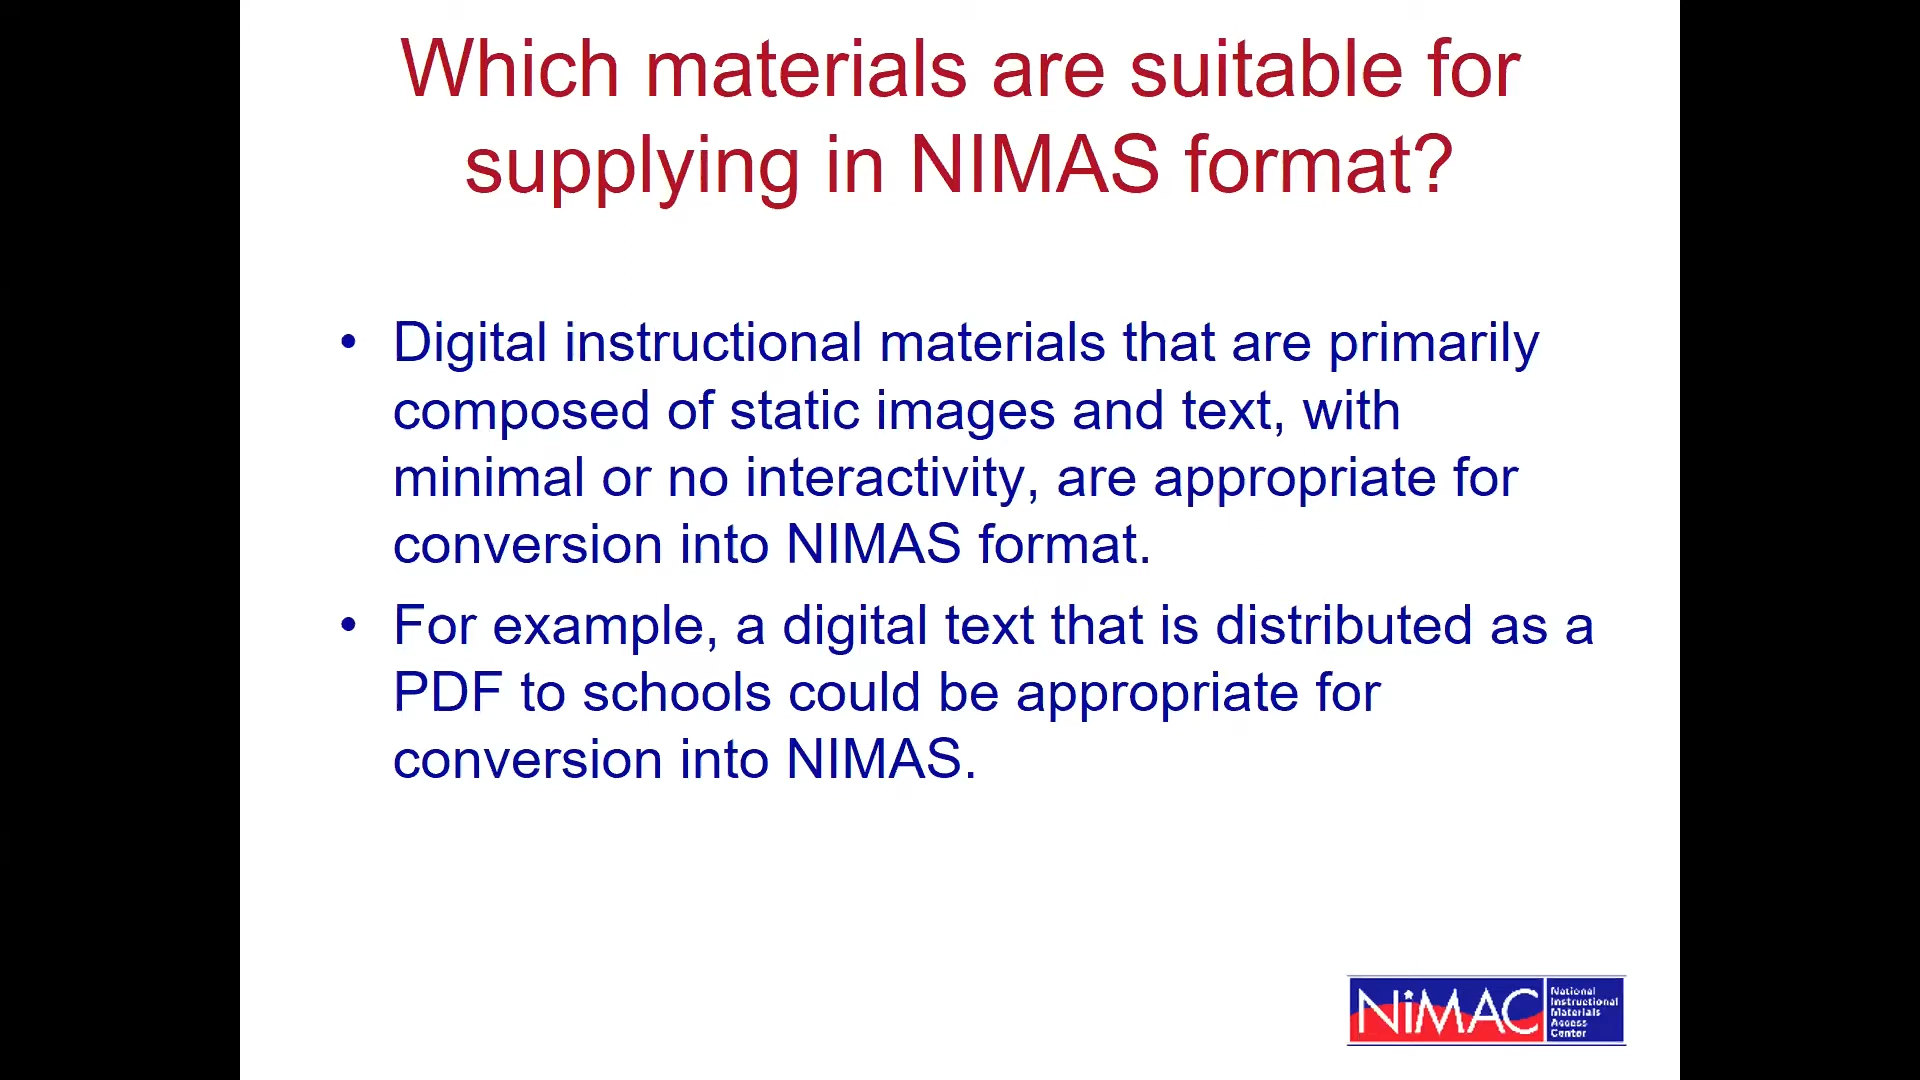 Which materials are suitable for
supplying in NIMAS format?
• Digital instructional materials that are primarily
composed of static images and text, with
minimal or no interactivity, are appropriate for
conversion into NIMAS format.
• For example, a digital text that is distributed as a
PDF to schools could be appropriate for
conversion into NIMAS.
NiMAC
National
Instructional
Materials
Access
Center